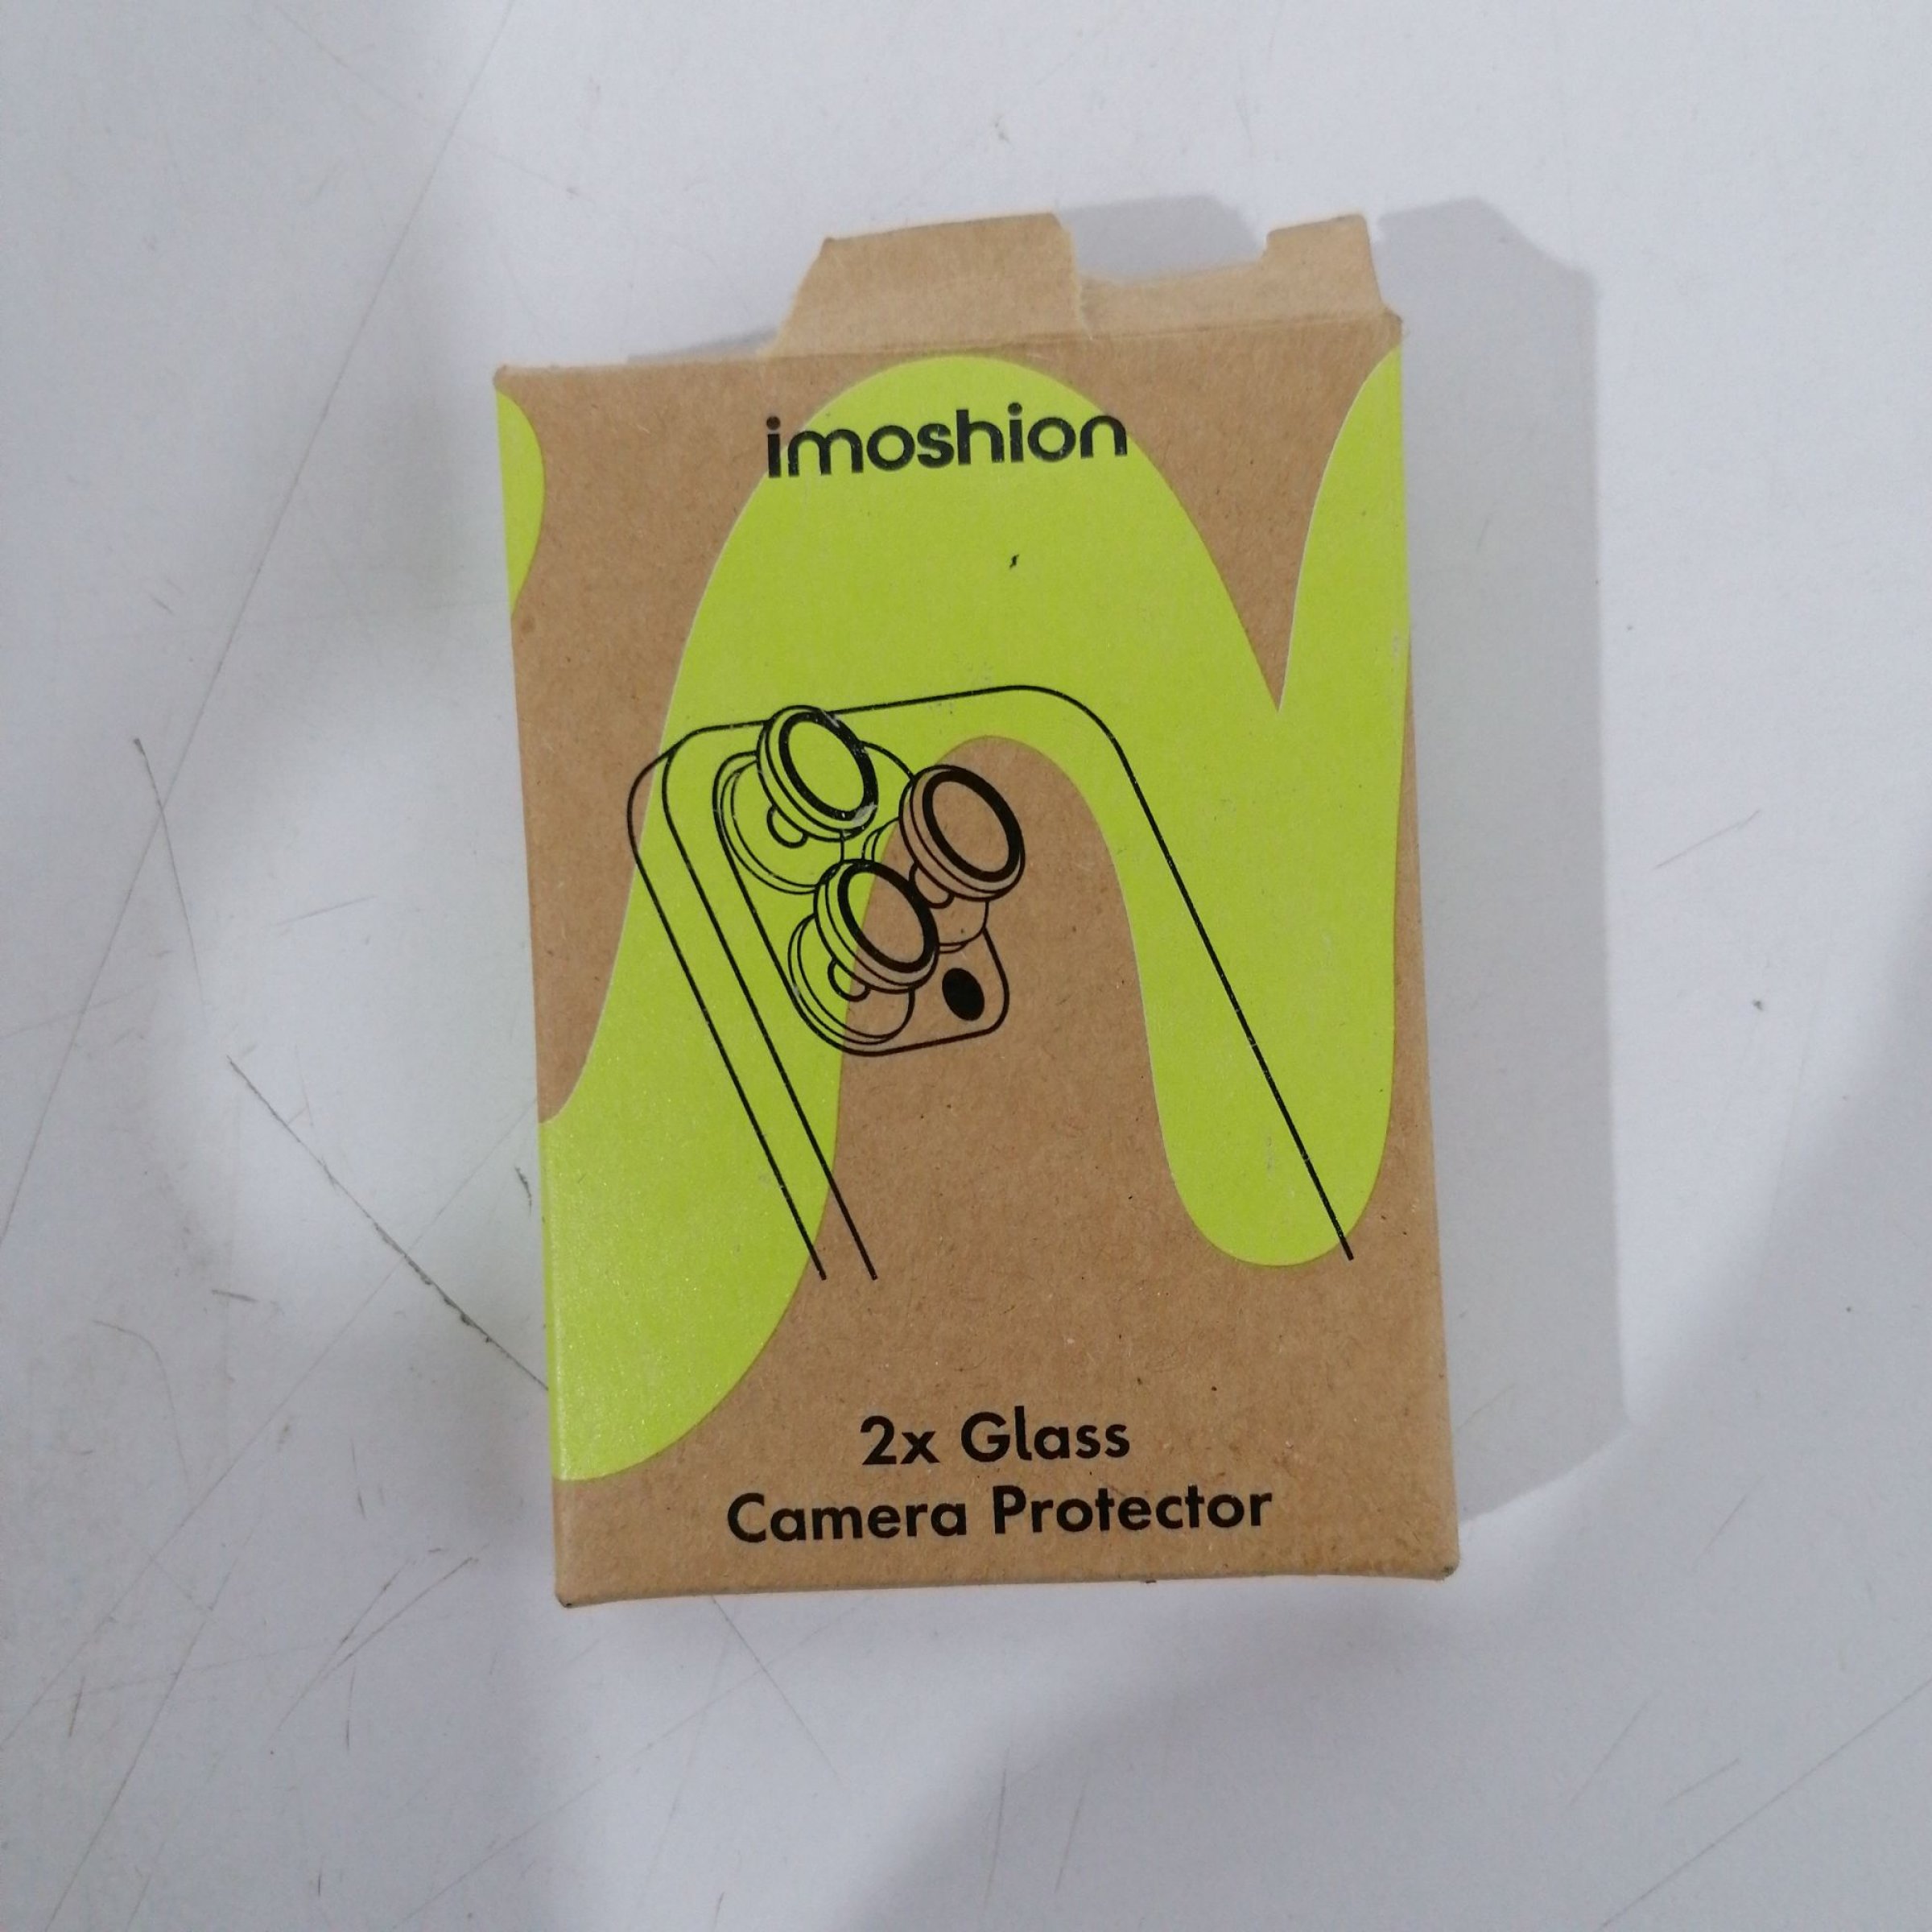 imoshion
2x Glass
Camera Protector